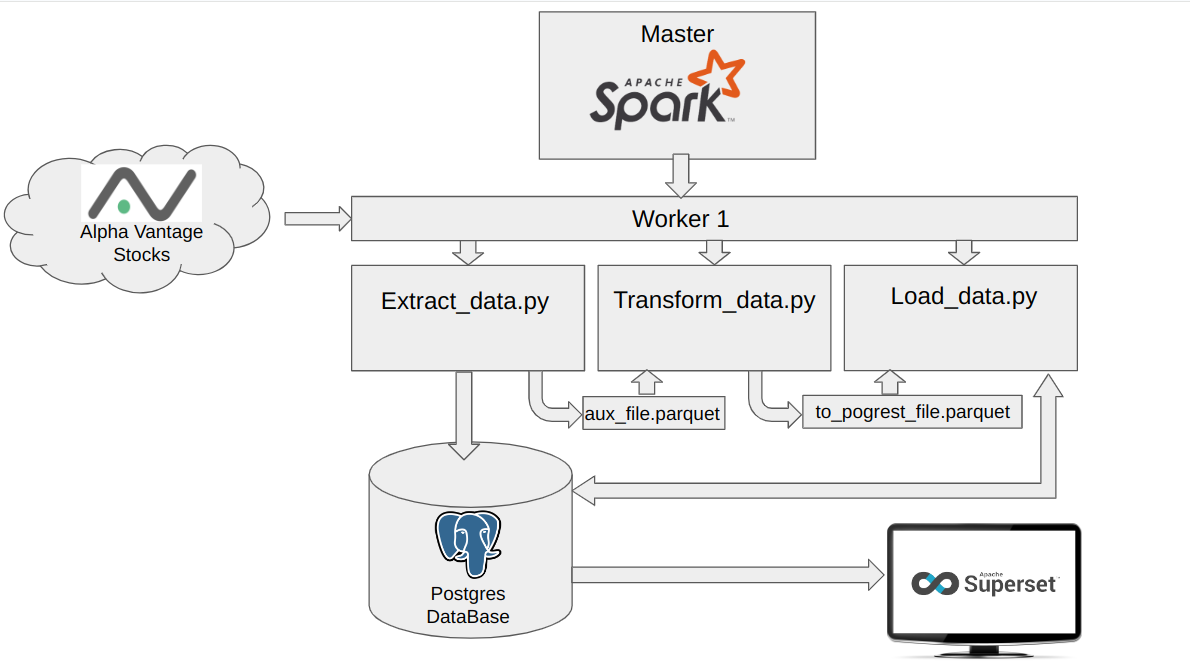 Master
APACHE
Spark
TM
Alpha Vantage
Stocks
Worker 1
Extract_data.py
Transform_data.py
Load_data.py
aux_file.parquet
to_pogrest_file.parquet
Postgres
DataBase
Apache
Superset